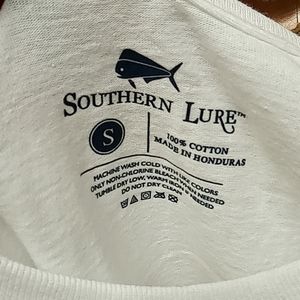 SOUTHERN LURE™
S
100% COTTON
MADE IN HONDURAS
MACHINE WASH COLD WITH LIKE COLORS
ONLY NON-CHLORINE BLEACH WHEN NEEDED
TUMBLE DRY LOW, WARM IRON IF NEEDED
DO NOT DRY CLEAN